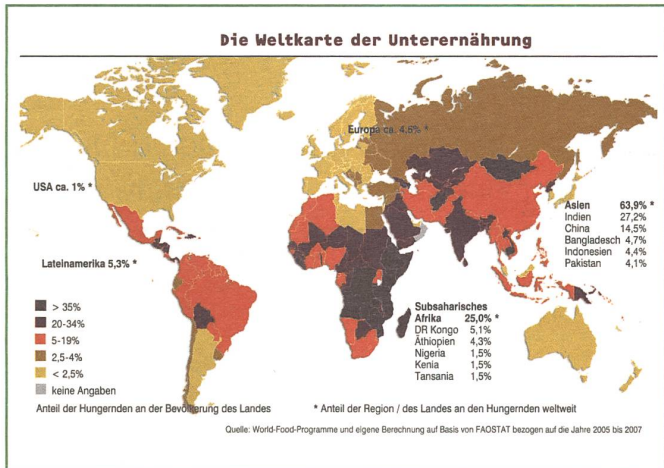 Die Weltkarte der Unterernährung
Europa ca. 4,6% *
USA ca. 1% *
Lateinamerika 5,3% *
Asien 63,9% *
Indien 27,2%
China 14,5%
Bangladesch 4,7%
Indonesien 4,4%
Pakistan 4,1%
Subsaharisches
Afrika 25,0% *
DR Kongo 5,1%
Äthiopien 4,3%
Nigeria 1,5%
Kenia 1,5%
Tansania 1,5%
> 35%
20-34%
5-19%
2,5-4%
< 2,5%
keine Angaben
Anteil der Hungernden an der Bevölkerung des Landes
* Anteil der Region / des Landes an den Hungernden weltweit
Quelle: World-Food-Programme und eigene Berechnung auf Basis von FAOSTAT bezogen auf die Jahre 2005 bis 2007